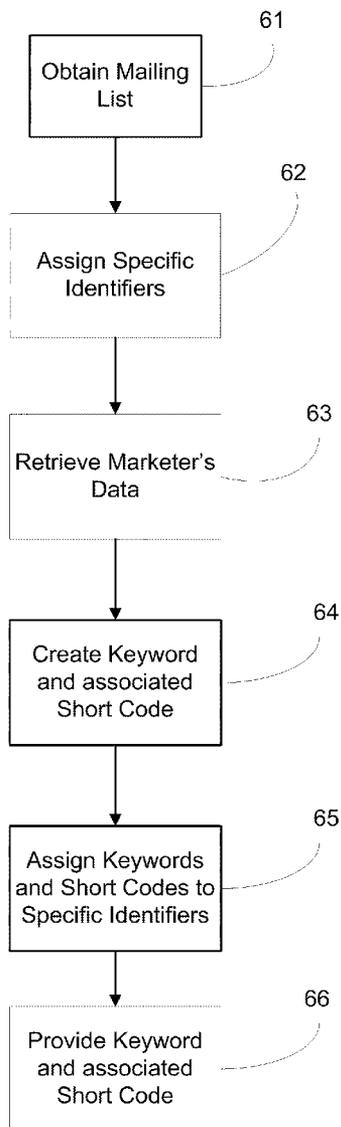 61
Obtain Mailing
List
62
Assign Specific
Identifiers
63
Retrieve Marketer's
Data
64
Create Keyword
and associated
Short Code
65
Assign Keywords
and Short Codes to
Specific Identifiers
66
Provide Keyword
and associated
Short Code